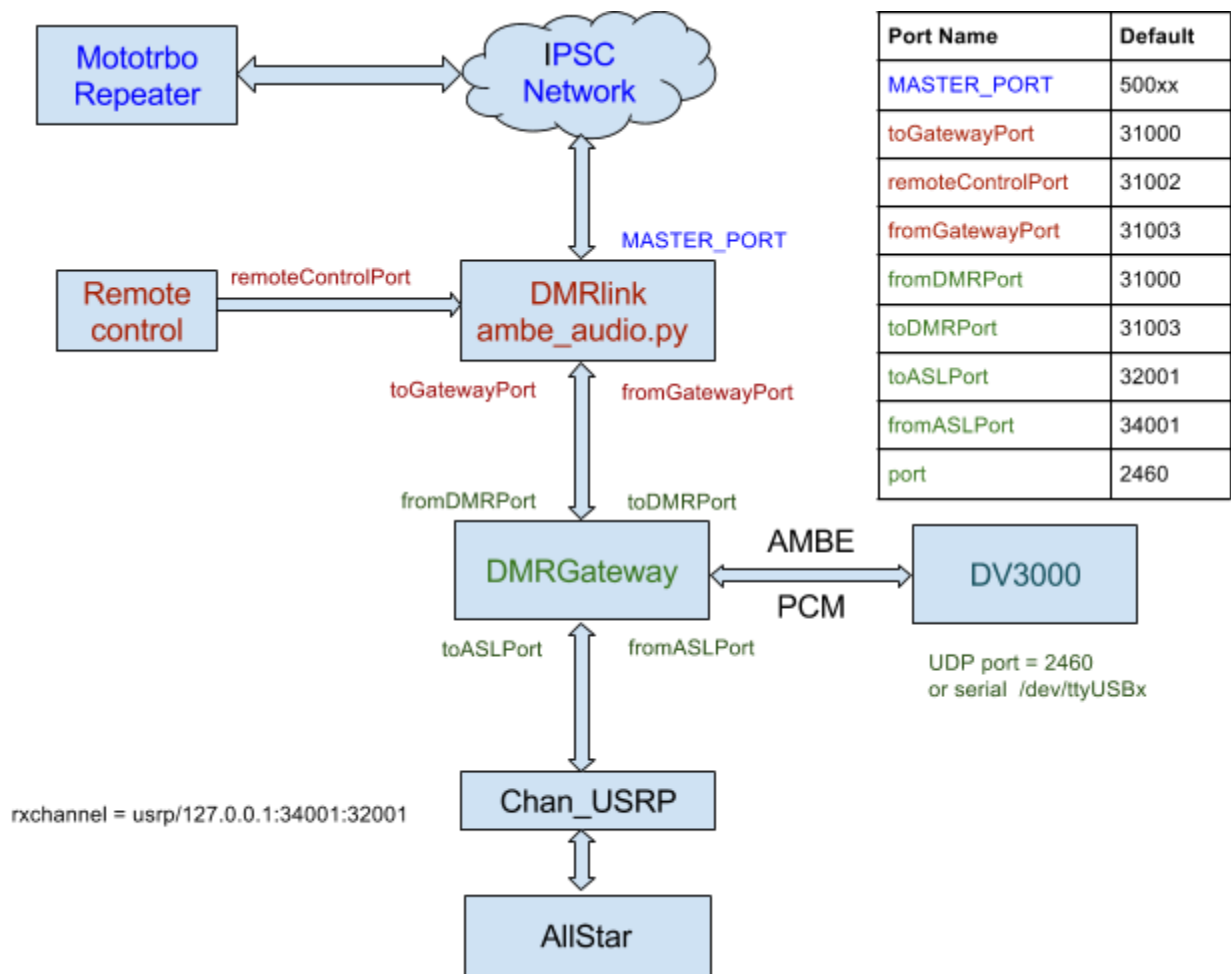 Mototrbo
Repeater
IPSC
Network
MASTER_PORT
Remote
control
remoteControlPort
DMRlink
ambe_audio.py
toGatewayPort
fromGatewayPort
fromDMRPort
toDMRPort
DMRGateway
AMBE
PCM
DV3000
UDP port = 2460
or serial /dev/ttyUSBx
toASLPort
fromASLPort
rxchannel = usrp/127.0.0.1:34001:32001
Chan_USRP
AllStar
Port Name Default
MASTER_PORT 500xx
toGatewayPort 31000
remoteControlPort 31002
fromGatewayPort 31003
fromDMRPort 31000
toDMRPort 31003
toASLPort 32001
fromASLPort 34001
port 2460